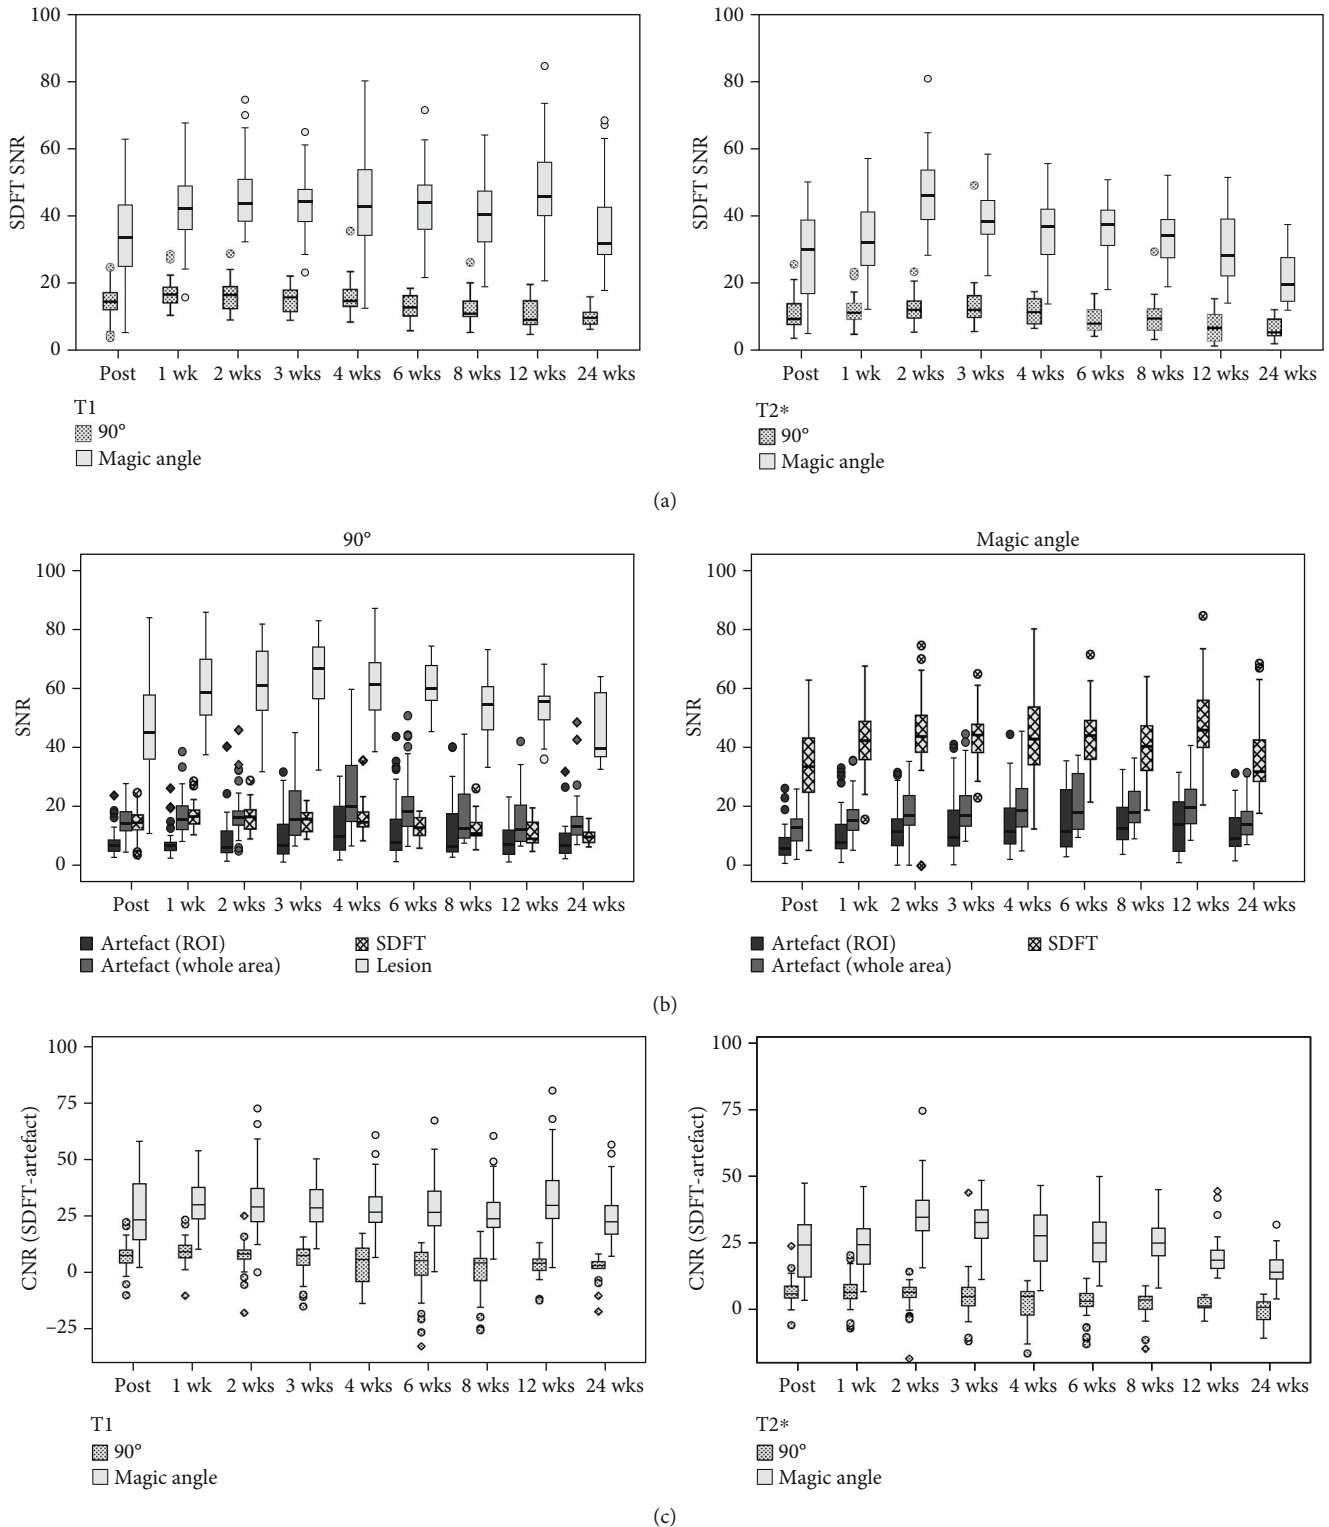 100
80
60
40
20
0
SDFT SNR
Post 1 wk 2 wks 3 wks 4 wks 6 wks 8 wks 12 wks 24 wks
T1
90°
Magic angle
100
80
60
40
20
0
SDFT SNR
Post 1 wk 2 wks 3 wks 4 wks 6 wks 8 wks 12 wks 24 wks
T2*
90°
Magic angle
(a)
90°
100
80
60
40
20
0
SNR
Post 1 wk 2 wks 3 wks 4 wks 6 wks 8 wks 12 wks 24 wks
Artefact (ROI) SDFT
Artefact (whole area) Lesion
Magic angle
100
80
60
40
20
0
SNR
Post 1 wk 2 wks 3 wks 4 wks 6 wks 8 wks 12 wks 24 wks
Artefact (ROI) SDFT
Artefact (whole area)
(b)
100
75
50
25
0
−25
CNR (SDFT-artefact)
Post 1 wk 2 wks 3 wks 4 wks 6 wks 8 wks 12 wks 24 wks
T1
90°
Magic angle
100
75
50
25
0
CNR (SDFT-artefact)
Post 1 wk 2 wks 3 wks 4 wks 6 wks 8 wks 12 wks 24 wks
T2*
90°
Magic angle
(c)